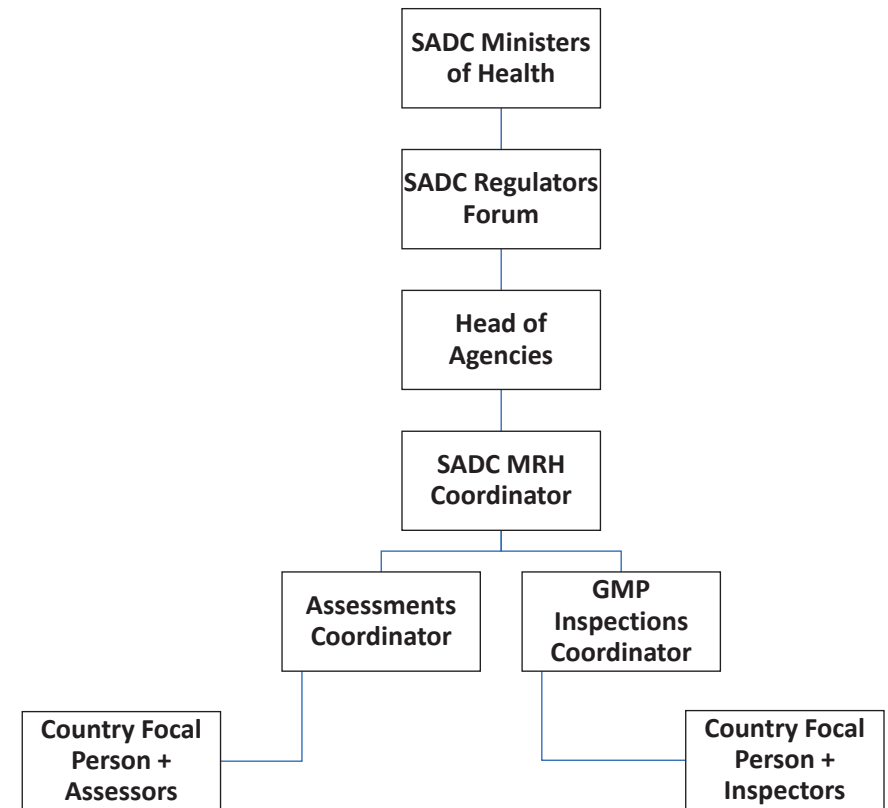 SADC Ministers
of Health
SADC Regulators
Forum
Head of
Agencies
SADC MRH
Coordinator
Assessments
Coordinator
GMP
Inspections
Coordinator
Country Focal
Person +
Assessors
Country Focal
Person +
Inspectors